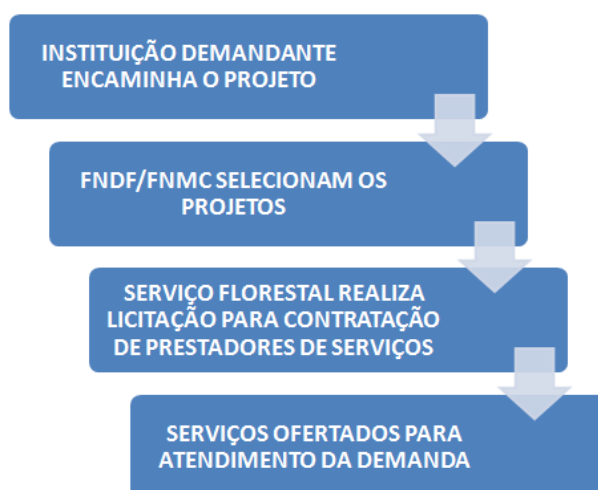 INSTITUIÇÃO DEMANDANTE
ENCAMINHA O PROJETO
FNDF/FNMC SELECIONAM OS
PROJETOS
SERVIÇO FLORESTAL REALIZA
LICITAÇÃO PARA CONTRATAÇÃO
DE PRESTADORES DE SERVIÇOS
SERVIÇOS OFERTADOS PARA
ATENDIMENTO DA DEMANDA